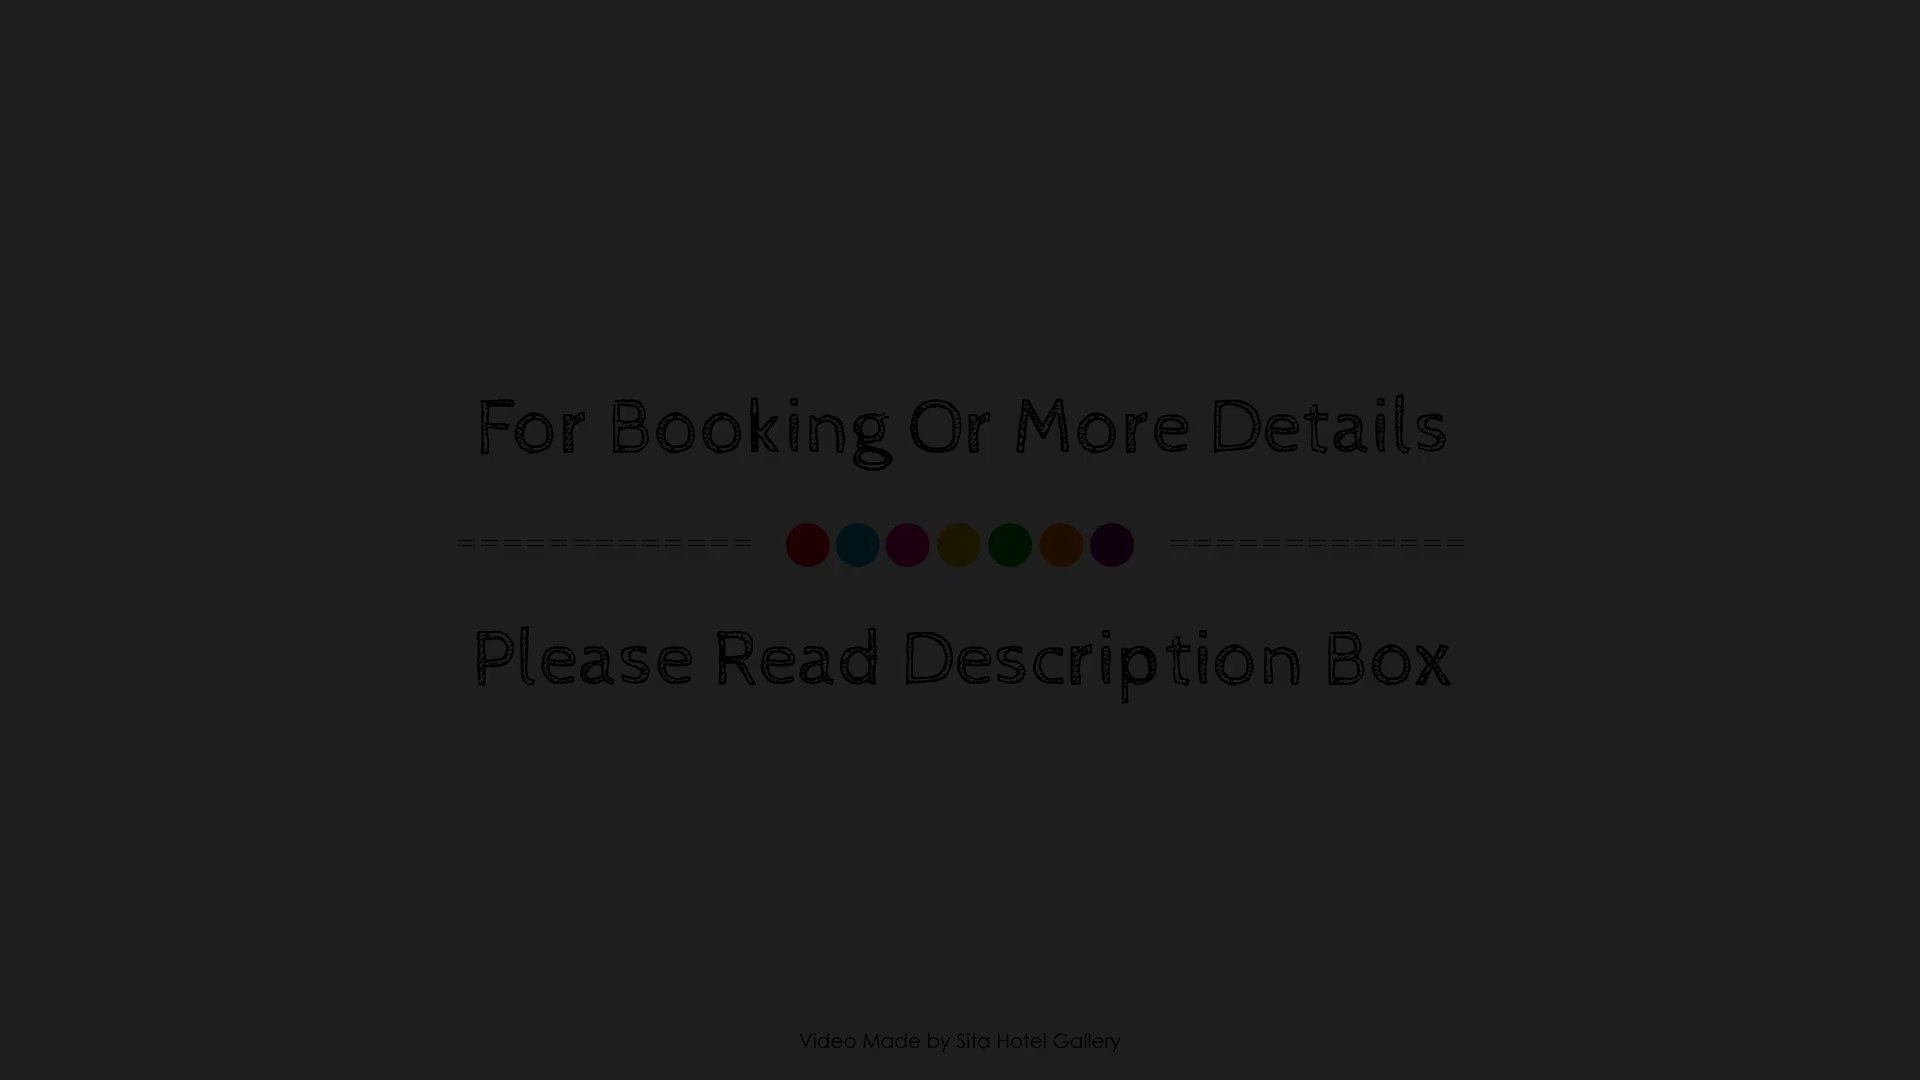 For Booking Or More Details
============= =============
Please Read Description Box
Video Made by Sita Hotel Gallery